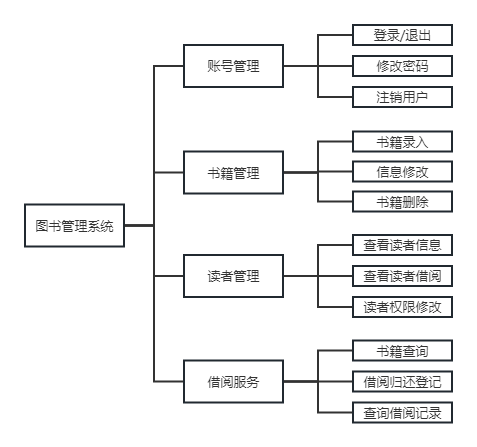 图书管理系统
账号管理
登录/退出
修改密码
注销用户
书籍管理
书籍录入
信息修改
书籍删除
读者管理
查看读者信息
查看读者借阅
读者权限修改
借阅服务
书籍查询
借阅归还登记
查询借阅记录